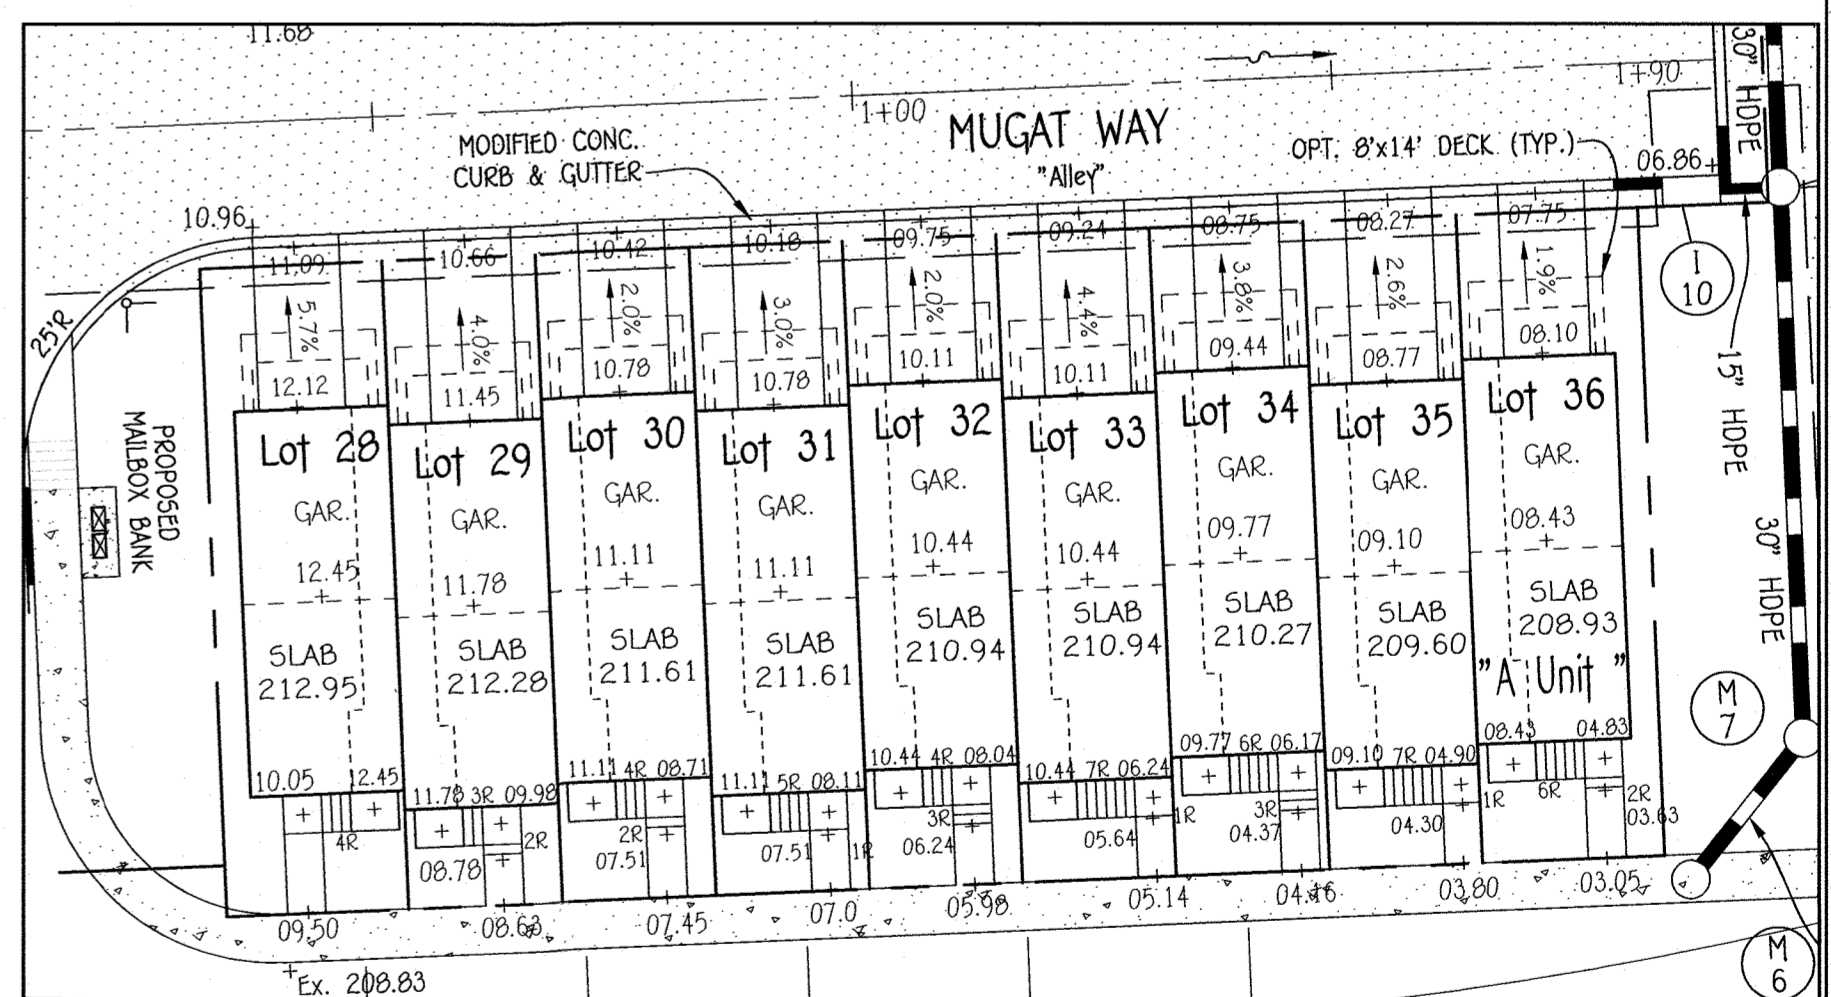 11.68
1+90
1+00
MUGAT WAY
"Alley"
MODIFIED CONC.
CURB & GUTTER
OPT. 8'x14' DECK (TYP.)
06.86
30" HDPE
10.96
25'R
11.09
10.66
10.42
10.18
09.75
09.24
08.75
08.27
07.75
5.7%
4.0%
2.0%
3.0%
2.0%
4.4%
3.8%
2.6%
1.9%
I
10
15" HDPE
12.12
11.45
10.78
10.78
10.11
10.11
09.44
08.77
08.10
PROPOSED
MAILBOX BANK
Lot 28
Lot 29
Lot 30
Lot 31
Lot 32
Lot 33
Lot 34
Lot 35
Lot 36
GAR.
GAR.
GAR.
GAR.
GAR.
GAR.
GAR.
GAR.
GAR.
12.45
11.78
11.11
11.11
10.44
10.44
09.77
09.10
08.43
30" HDPE
SLAB
212.95
SLAB
212.28
SLAB
211.61
SLAB
211.61
SLAB
210.94
SLAB
210.94
SLAB
210.27
SLAB
209.60
SLAB
208.93
"A Unit "
M
7
10.05 12.45
11.78 3R 09.98
11.11 4R 08.71
11.11 5R 08.11
10.44 4R 08.04
10.44 7R 06.24
09.77 6R 06.17
09.10 7R 04.90
08.43 04.83
4R
2R
08.78
2R
07.51
07.51
1R
3R
06.24
05.64
1R
3R
04.37
04.30
1R
6R
2R
03.63
09.50
08.63
07.45
07.0
05.98
05.14
04.16
03.80
03.05
Ex. 208.83
M
6